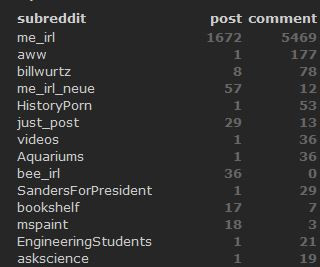 subreddit post comment
me_irl 1672 5469
aww 1 177
billwurtz 8 78
me_irl_neue 57 12
HistoryPorn 1 53
just_post 29 13
videos 1 36
Aquariums 1 36
bee_irl 36 0
SandersForPresident 1 29
bookshelf 17 7
mspaint 18 3
EngineeringStudents 1 21
askscience 1 19